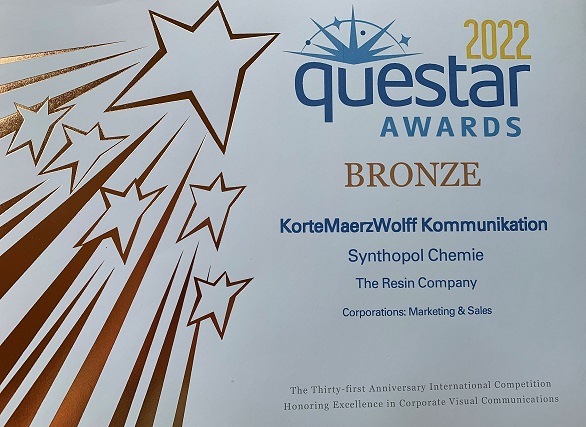 2022
questar
AWARDS
BRONZE
KorteMaerzWolff Kommunikation
Synthopol Chemie
The Resin Company
Corporations: Marketing & Sales
The Thirty-first Anniversary International Competition
Honoring Excellence in Corporate Visual Communications